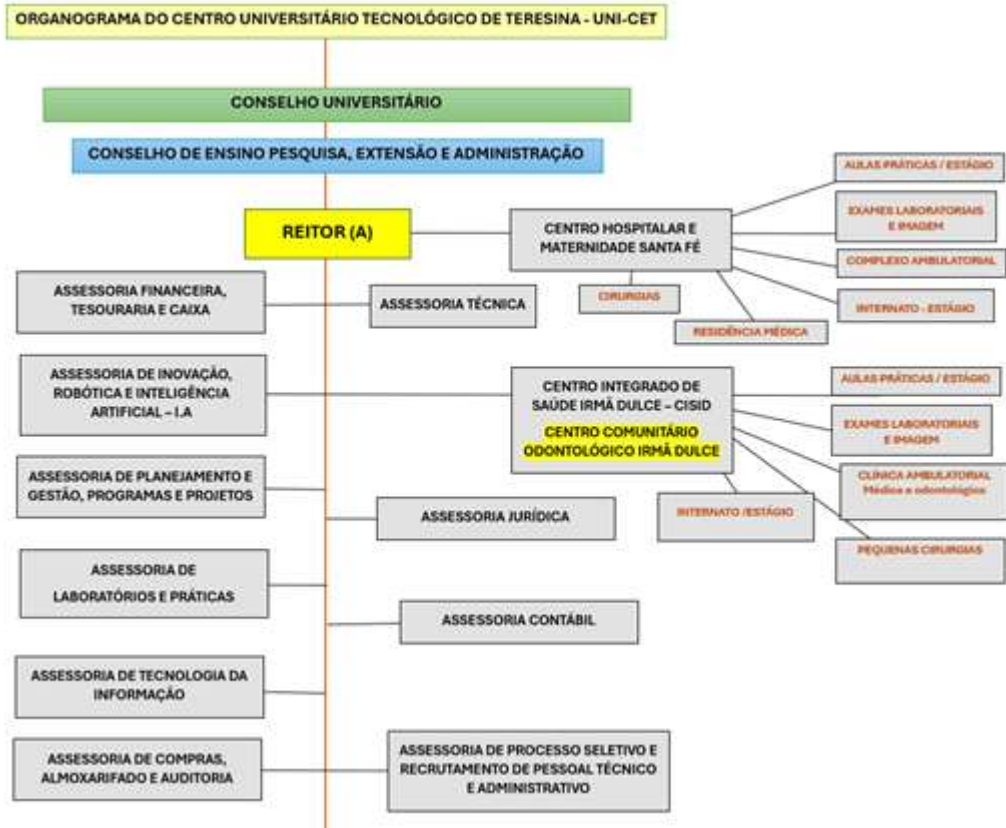 ORGANOGRAMA DO CENTRO UNIVERSITÁRIO TECNOLÓGICO DE TERESINA - UNI-CET
CONSELHO UNIVERSITÁRIO
CONSELHO DE ENSINO PESQUISA, EXTENSÃO E ADMINISTRAÇÃO
REITOR (A)
CENTRO HOSPITALAR E
MATERNIDADE SANTA FÉ
AULAS PRÁTICAS / ESTÁGIO
EXAMES LABORATORIAIS
E IMAGEM
COMPLEXO AMBULATORIAL
INTERNATO - ESTÁGIO
CIRURGIAS
RESIDÊNCIA MÉDICA
ASSESSORIA FINANCEIRA,
TESOURARIA E CAIXA
ASSESSORIA TÉCNICA
ASSESSORIA DE INOVAÇÃO,
ROBÓTICA E INTELIGÊNCIA
ARTIFICIAL – I.A
CENTRO INTEGRADO DE
SAÚDE IRMÃ DULCE – CISID
CENTRO COMUNITÁRIO
ODONTOLÓGICO IRMÃ DULCE
AULAS PRÁTICAS / ESTÁGIO
EXAMES LABORATORIAIS
E IMAGEM
CLÍNICA AMBULATORIAL
Médica e odontológica
PEQUENAS CIRURGIAS
INTERNATO /ESTÁGIO
ASSESSORIA DE PLANEJAMENTO E
GESTÃO, PROGRAMAS E PROJETOS
ASSESSORIA JURÍDICA
ASSESSORIA DE
LABORATÓRIOS E PRÁTICAS
ASSESSORIA CONTÁBIL
ASSESSORIA DE TECNOLOGIA DA
INFORMAÇÃO
ASSESSORIA DE COMPRAS,
ALMOXARIFADO E AUDITORIA
ASSESSORIA DE PROCESSO SELETIVO E
RECRUTAMENTO DE PESSOAL TÉCNICO
E ADMINISTRATIVO